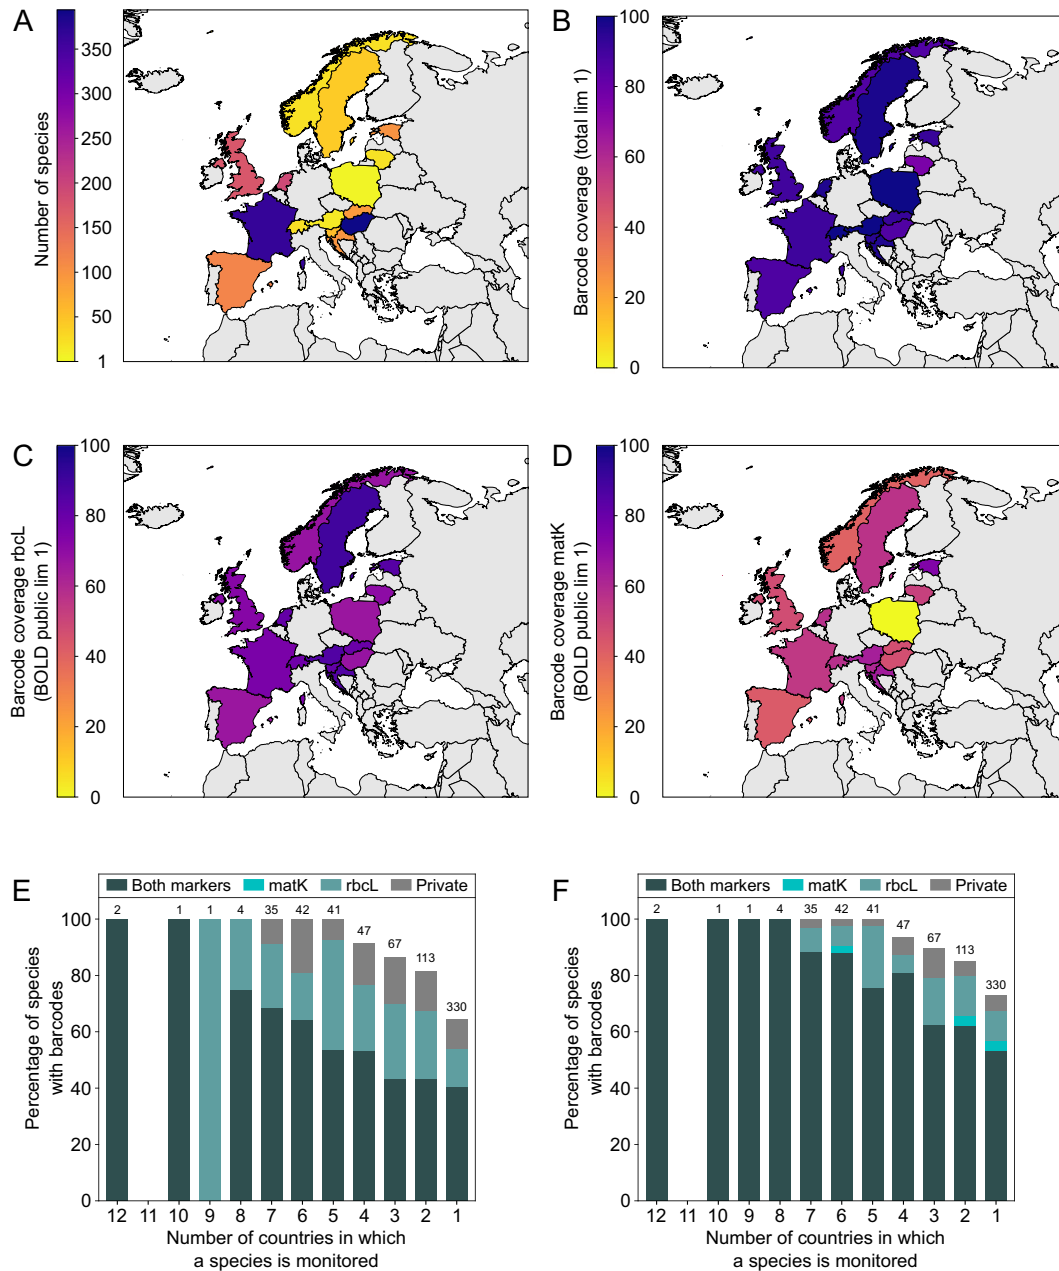 A
Number of species
350
300
250
200
150
100
50
1
B
Barcode coverage (total lim 1)
100
80
60
40
20
0
C
Barcode coverage rbcL
(BOLD public lim 1)
100
80
60
40
20
0
D
Barcode coverage matK
(BOLD public lim 1)
100
80
60
40
20
0
E
Both markers matK rbcL Private
Percentage of species
with barcodes
100
80
60
40
20
0
2 1 1 4 35 42 41 47 67 113 330
12 11 10 9 8 7 6 5 4 3 2 1
Number of countries in which
a species is monitored
F
Both markers matK rbcL Private
Percentage of species
with barcodes
100
80
60
40
20
0
2 1 1 4 35 42 41 47 67 113 330
12 11 10 9 8 7 6 5 4 3 2 1
Number of countries in which
a species is monitored